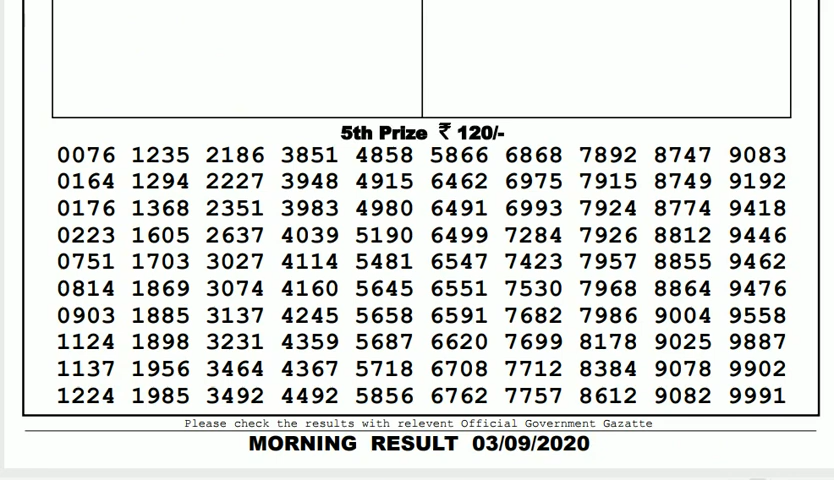 5th Prize ₹ 120/-
0076 1235 2186 3851 4858 5866 6868 7892 8747 9083
0164 1294 2227 3948 4915 6462 6975 7915 8749 9192
0176 1368 2351 3983 4980 6491 6993 7924 8774 9418
0223 1605 2637 4039 5190 6499 7284 7926 8812 9446
0751 1703 3027 4114 5481 6547 7423 7957 8855 9462
0814 1869 3074 4160 5645 6551 7530 7968 8864 9476
0903 1885 3137 4245 5658 6591 7682 7986 9004 9558
1124 1898 3231 4359 5687 6620 7699 8178 9025 9887
1137 1956 3464 4367 5718 6708 7712 8384 9078 9902
1224 1985 3492 4492 5856 6762 7757 8612 9082 9991
Please check the results with relevent Official Government Gazatte
MORNING RESULT 03/09/2020